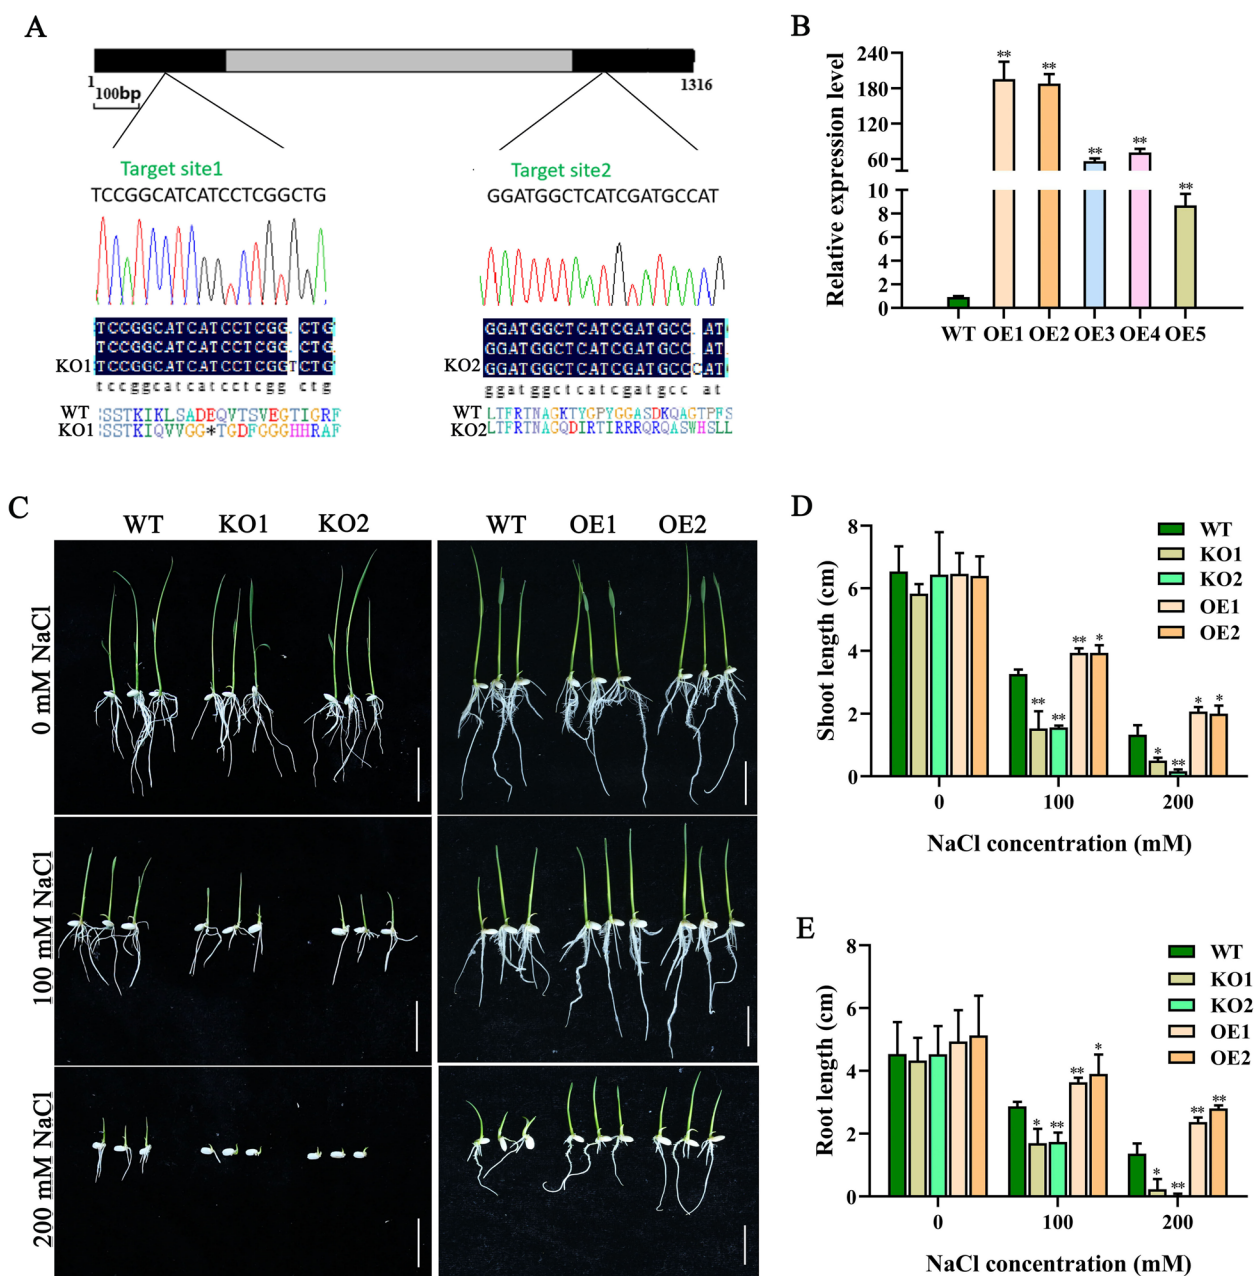 A
1
100bp
1316
Target site1
TCCGGCATCATCCTCGGCTG
Target site2
GGATGGCTCATCGATGCCAT
TCCGGCATCATCCTCGG.CTG
TCCGGCATCATCCTCGG.CTG
KO1 TCCGGCATCATCCTCGGTCTG
tccggcatcatcctcgg ctg
WT SSTKIKLSADEQVTSVEGTIGRF
KO1 SSTKIQVVGG*TGDFGGGHHRAF
GGATGGCTCATCGATGCC.AT
GGATGGCTCATCGATGCC.AT
KO2 GGATGGCTCATCGATGCCCAT
ggatggctcatcgatgcc at
WT LTFRTNAGKTYGPYGGASDKQAGTPFS
KO2 LTFRTNAGQDIRTIRRRQRQASWHSLL
B
Relative expression level
240
180
120
60
10
8
6
4
2
0
** ** ** ** **
WT OE1 OE2 OE3 OE4 OE5
C
WT KO1 KO2 WT OE1 OE2
0 mM NaCl
100 mM NaCl
200 mM NaCl
D
Shoot length (cm)
8
6
4
2
0
WT
KO1
KO2
OE1
OE2
** ** ** *
* ** * *
0 100 200
NaCl concentration (mM)
E
Root length (cm)
8
6
4
2
0
WT
KO1
KO2
OE1
OE2
* ** ** *
* ** ** **
0 100 200
NaCl concentration (mM)